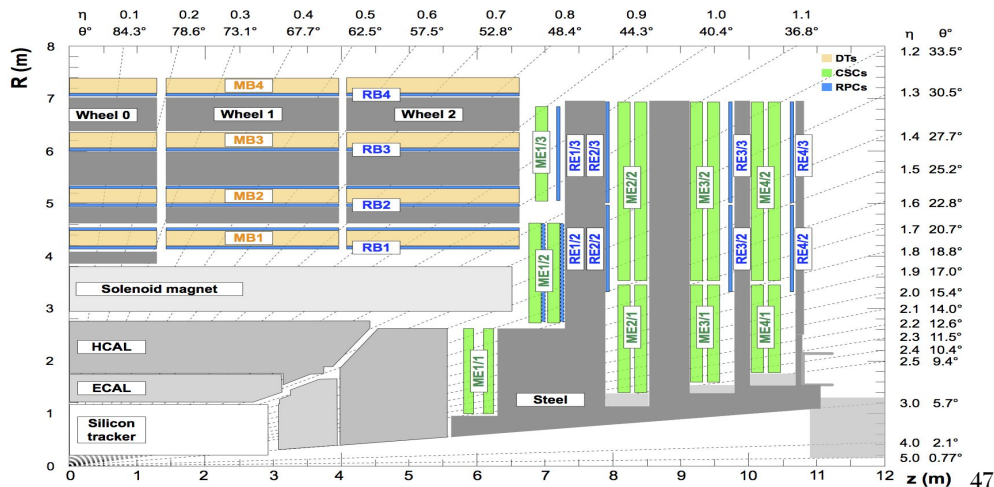 η 0.1 0.2 0.3 0.4 0.5 0.6 0.7 0.8 0.9 1.0 1.1
θ° 84.3° 78.6° 73.1° 67.7° 62.5° 57.5° 52.8° 48.4° 44.3° 40.4° 36.8° η θ°
R (m)
8
7
6
5
4
3
2
1
0
1.2 33.5°
1.3 30.5°
1.4 27.7°
1.5 25.2°
1.6 22.8°
1.7 20.7°
1.8 18.8°
1.9 17.0°
2.0 15.4°
2.1 14.0°
2.2 12.6°
2.3 11.5°
2.4 10.4°
2.5 9.4°
3.0 5.7°
4.0 2.1°
5.0 0.77°
DTs
CSCs
RPCs
MB4
RB4
Wheel 0 Wheel 1 Wheel 2
MB3
RB3
MB2
RB2
MB1
RB1
Solenoid magnet
HCAL
ECAL
Silicon
tracker
Steel
ME1/3
RE1/3
RE2/3
ME2/2
ME3/2
RE3/3
ME4/2
RE4/3
ME1/2
RE1/2
RE2/2
RE3/2
RE4/2
ME1/1
ME2/1
ME3/1
ME4/1
0 1 2 3 4 5 6 7 8 9 10 11 12 z (m) 47